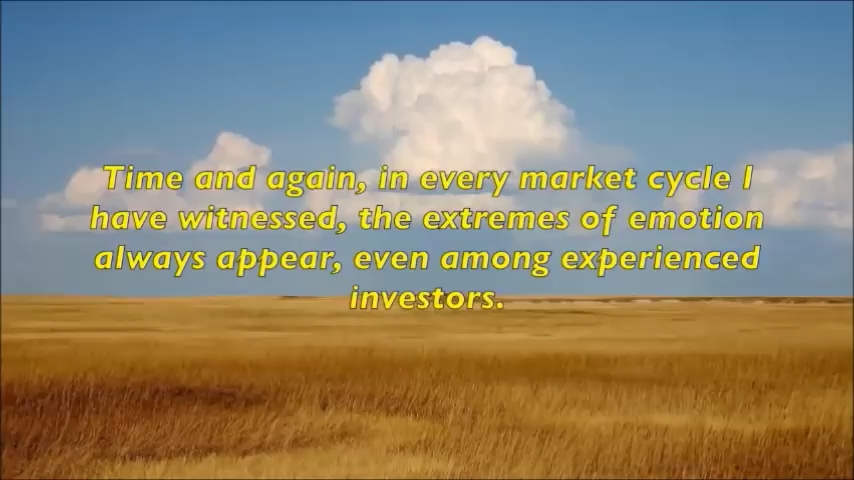 Time and again, in every market cycle I
have witnessed, the extremes of emotion
always appear, even among experienced
investors.